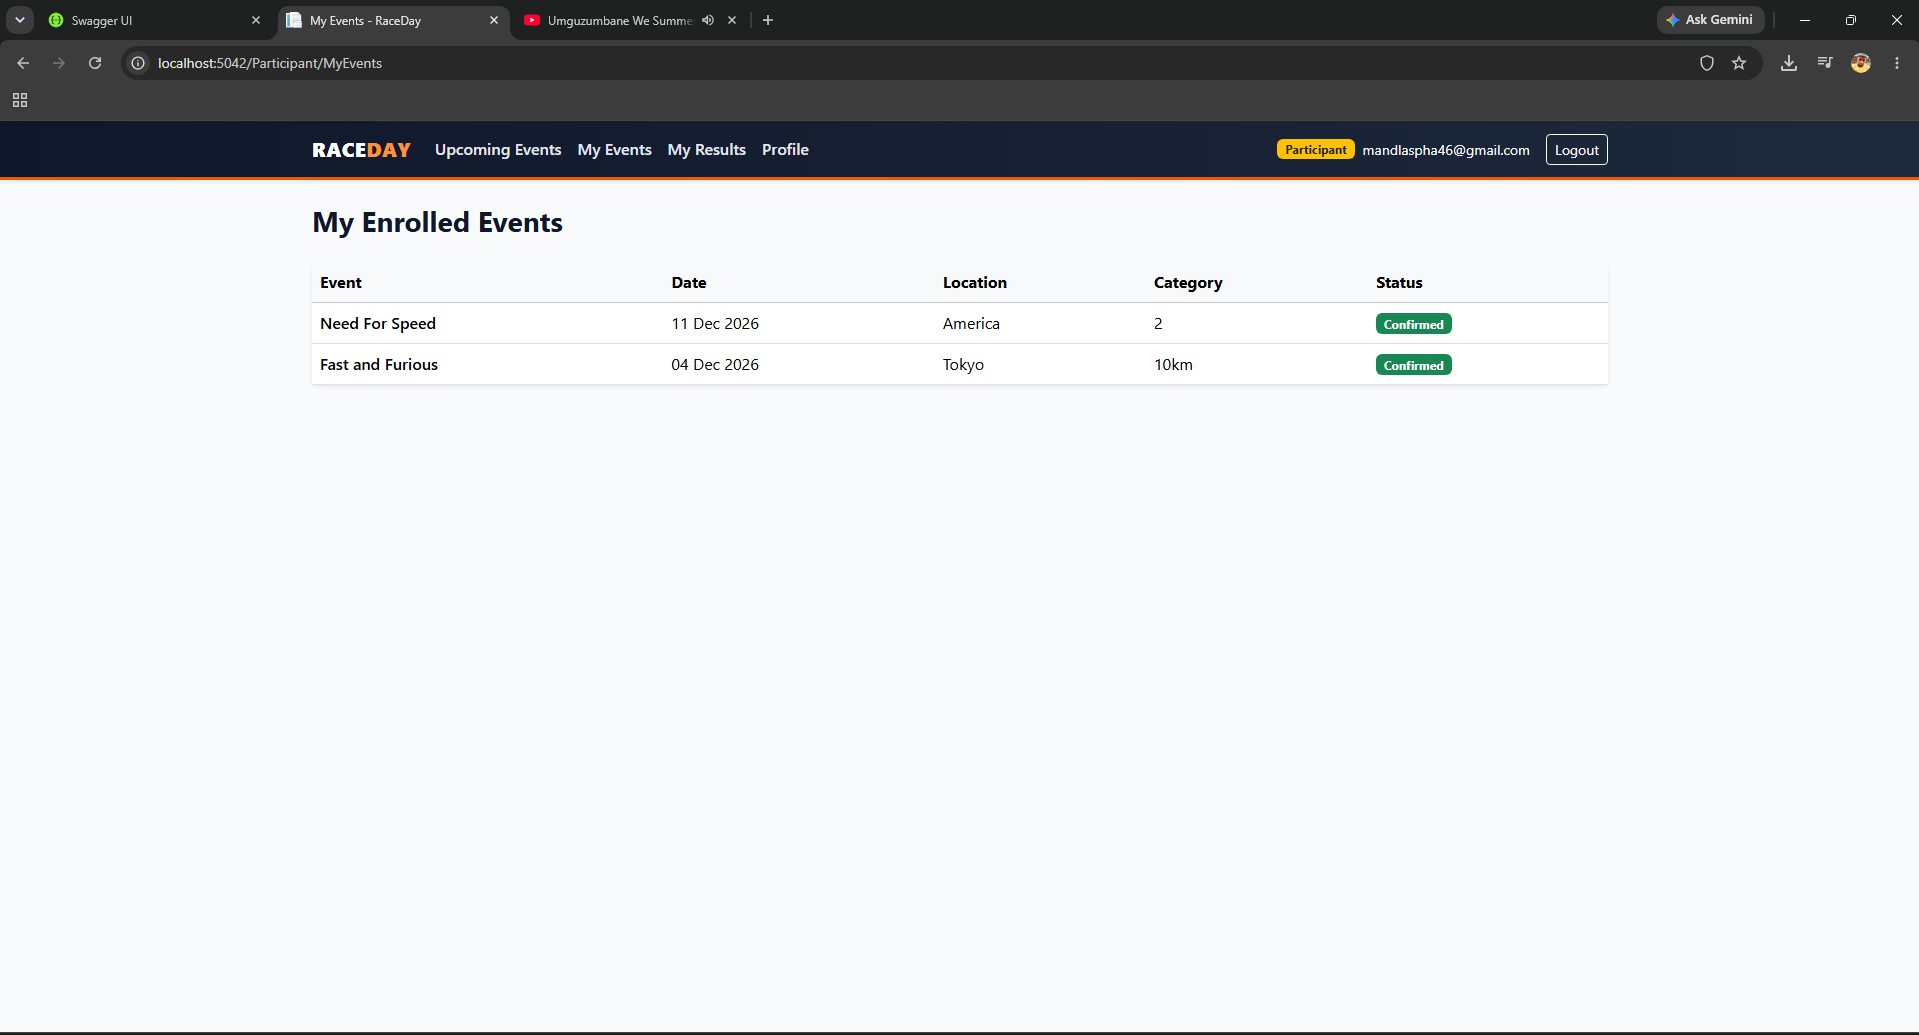 Swagger UI
My Events - RaceDay
Umguzumbane We Summe
Ask Gemini
localhost:5042/Participant/MyEvents
RACEDAY Upcoming Events My Events My Results Profile Participant mandlaspha46@gmail.com Logout
My Enrolled Events
Event Date Location Category Status
Need For Speed 11 Dec 2026 America 2 Confirmed
Fast and Furious 04 Dec 2026 Tokyo 10km Confirmed